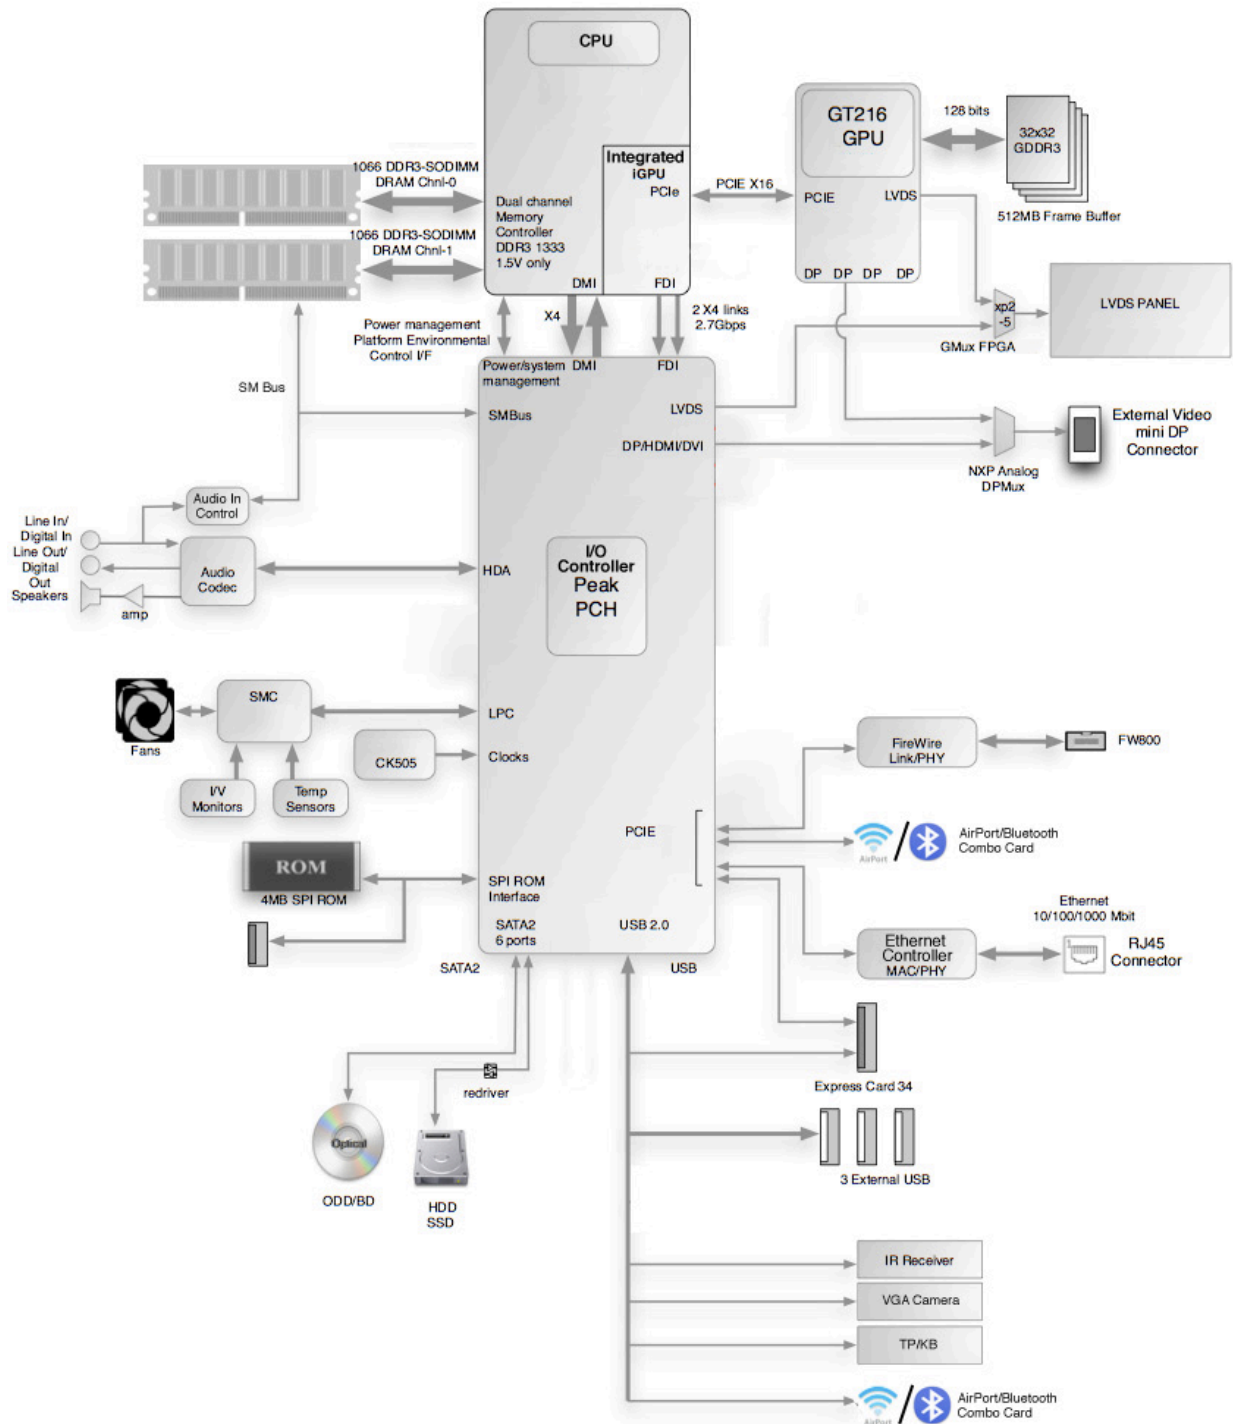 CPU
Integrated
iGPU
PCIe
Dual channel
Memory
Controller
DDR3 1333
1.5V only
DMI
FDI
1066 DDR3-SODIMM
DRAM Chnl-0
1066 DDR3-SODIMM
DRAM Chnl-1
PCIE X16
GT216
GPU
PCIE
LVDS
DP DP DP DP
128 bits
32x32
GDDR3
512MB Frame Buffer
LVDS PANEL
xp2
-5
GMux FPGA
Power management
Platform Environmental
Control I/F
X4
2 X4 links
2.7Gbps
SM Bus
Power/system
management
DMI
FDI
SMBus
LVDS
DP/HDMI/DVI
External Video
mini DP
Connector
NXP Analog
DPMux
Audio In
Control
Line In/
Digital In
Line Out/
Digital
Out
Speakers
amp
Audio
Codec
HDA
I/O
Controller
Peak
PCH
Fans
SMC
LPC
CK505
Clocks
I/V
Monitors
Temp
Sensors
FireWire
Link/PHY
FW800
PCIE
AirPort
/
AirPort/Bluetooth
Combo Card
ROM
4MB SPI ROM
SPI ROM
Interface
SATA2
6 ports
USB 2.0
SATA2
USB
Ethernet
10/100/1000 Mbit
Ethernet
Controller
MAC/PHY
RJ45
Connector
Express Card 34
redriver
Optical
ODD/BD
HDD
SSD
3 External USB
IR Receiver
VGA Camera
TP/KB
AirPort
/
AirPort/Bluetooth
Combo Card